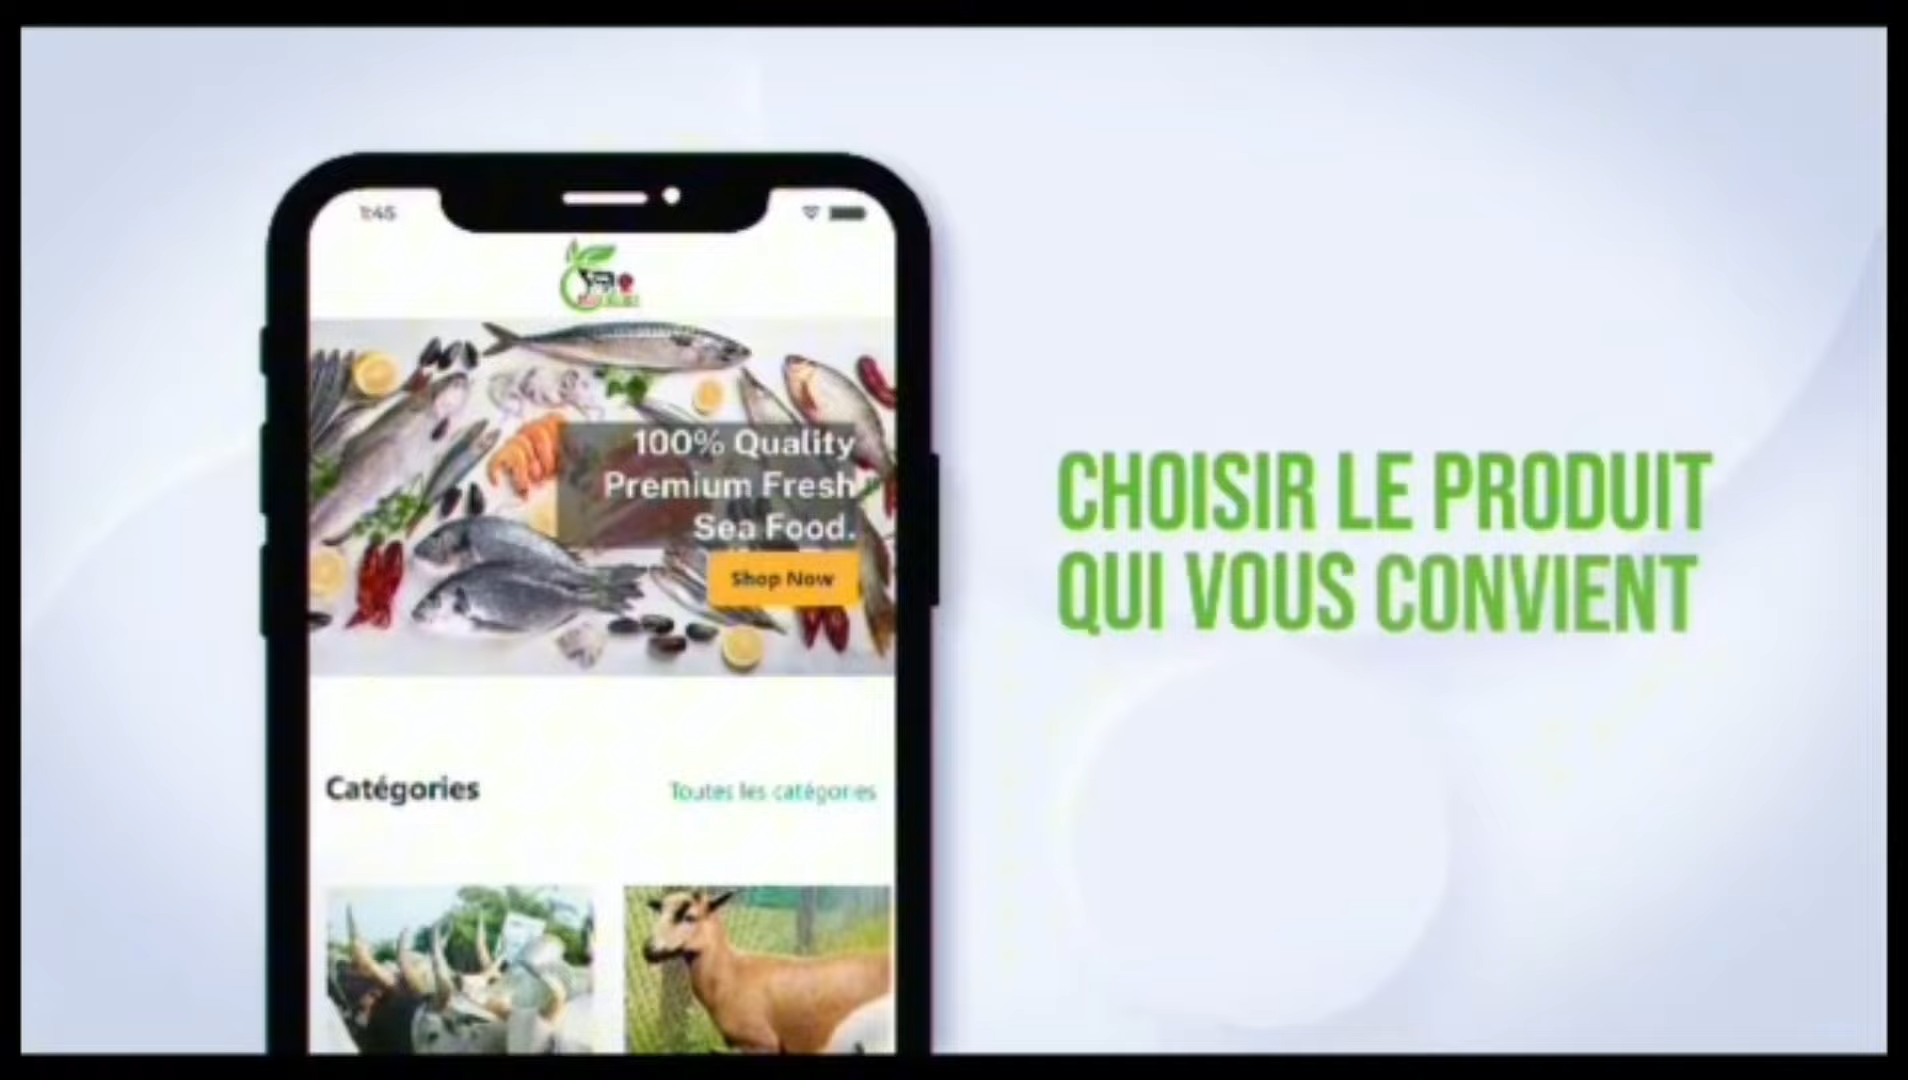 1:45
100% Quality
Premium Fresh
Sea Food.
Shop Now
CHOISIR LE PRODUIT
QUI VOUS CONVIENT
Catégories
Toutes les catégories